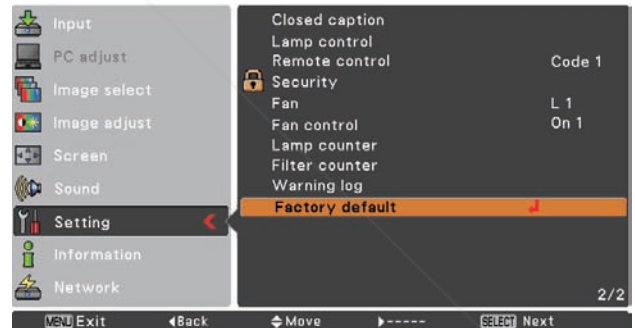 Input
PC adjust
Image select
Image adjust
Screen
Sound
Setting
Information
Network
Closed caption
Lamp control
Remote control Code 1
Security
Fan L 1
Fan control On 1
Lamp counter
Filter counter
Warning log
Factory default
2/2
MENU Exit Back Move ----- SELECT Next